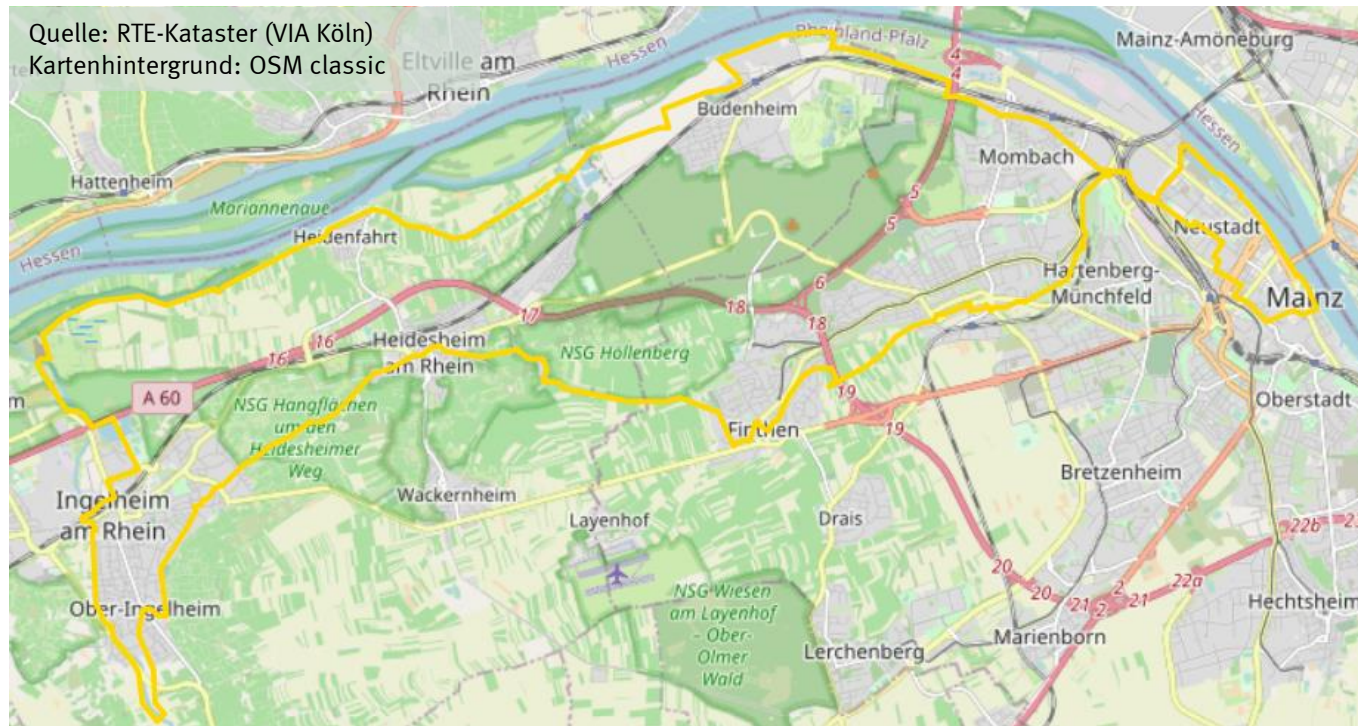 Quelle: RTE-Kataster (VIA Köln)
Kartenhintergrund: OSM classic
Eltville am
Rhein
Hessen
Rheinland-Pfalz
Mainz-Amöneburg
4
4
Budenheim
Hessen
Mombach
Hattenheim
Mariannenaue
5
5
Heidenfahrt
Neustadt
Hessen
Hartenberg-
Münchfeld
Mainz
6
17
18
18
16
16
Heidesheim
am Rhein
NSG Höllenberg
A 60
19
19
NSG Hangflächen
um den
Heidesheimer
Weg
Finthen
Oberstadt
Bretzenheim
Ingelheim
am Rhein
Wackernheim
Layenhof
Drais
22b
20
20
21
2
2
21
22a
Ober-Ingelheim
NSG Wiesen
am Layenhof
- Ober-
Olmer
Wald
Hechtsheim
Marienborn
Lerchenberg